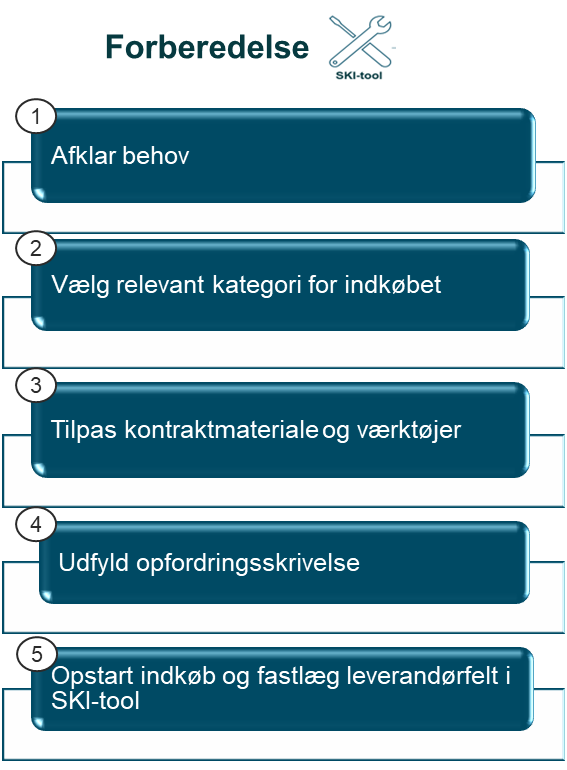 Forberedelse
SKI-tool
1
Afklar behov
2
Vælg relevant kategori for indkøbet
3
Tilpas kontraktmateriale og værktøjer
4
Udfyld opfordringsskrivelse
5
Opstart indkøb og fastlæg leverandørfelt i
SKI-tool